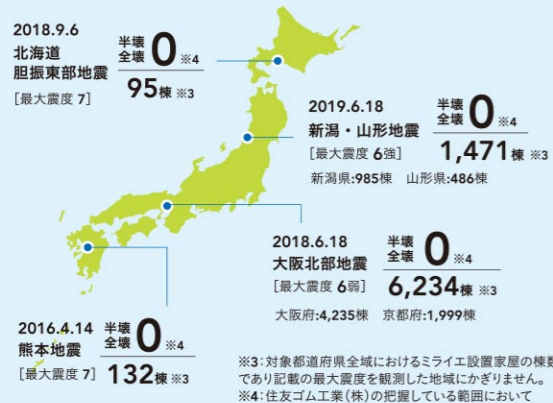 2018.9.6
北海道
胆振東部地震
[最大震度 7]
半壊
全壊 0 ※4
95棟 ※3
2019.6.18
新潟・山形地震
[最大震度 6強]
半壊
全壊 0 ※4
1,471棟 ※3
新潟県:985棟 山形県:486棟
2018.6.18
大阪北部地震
[最大震度 6弱]
半壊
全壊 0 ※4
6,234棟 ※3
大阪府:4,235棟 京都府:1,999棟
2016.4.14
熊本地震
[最大震度 7]
半壊
全壊 0 ※4
132棟 ※3
※3:対象都道府県全域におけるミライエ設置家屋の棟数
であり記載の最大震度を観測した地域にかぎりません。
※4:住友ゴム工業(株)の把握している範囲において